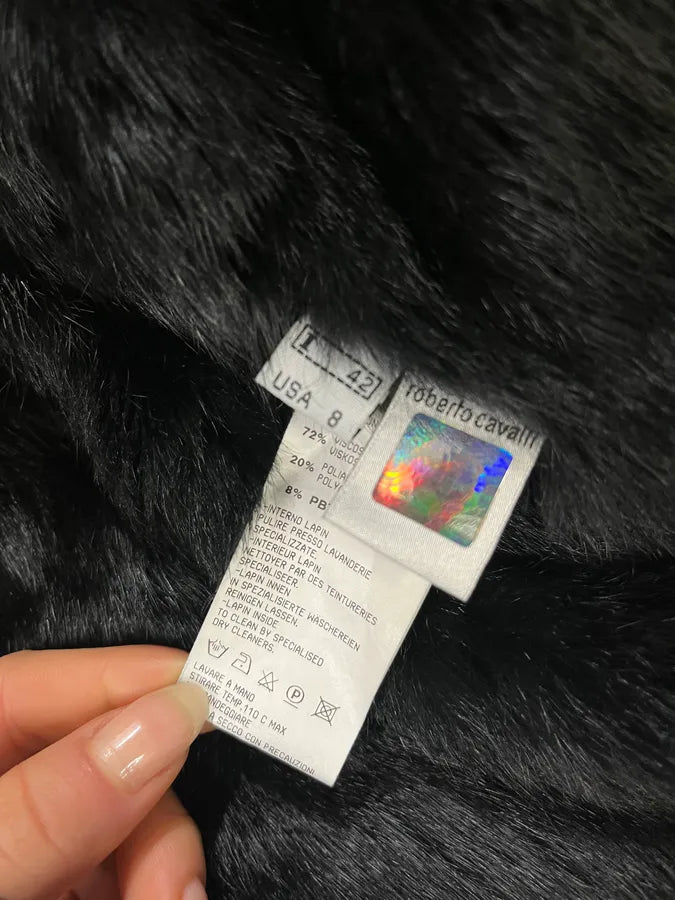 I 42
USA 8
roberto cavalli
72% VISCOS
VISKOS
20% POLIA
POLY
8% PB
-INTERNO LAPIN
PULIRE PRESSO LAVANDERIE
SPECIALIZZATE.
-INTERIEUR LAPIN
NETTOYER PAR DES TEINTURERIES
SPECIALISEER.
-LAPIN INNEN
IN SPEZIALISIERTE WASCHEREIEN
REINIGEN LASSEN.
-LAPIN INSIDE
TO CLEAN BY SPECIALISED
DRY CLEANERS.
P
LAVARE A MANO
STIRARE TEMP.110 C MAX
CANDEGGIARE
A SECCO CON PRECAUZIONI